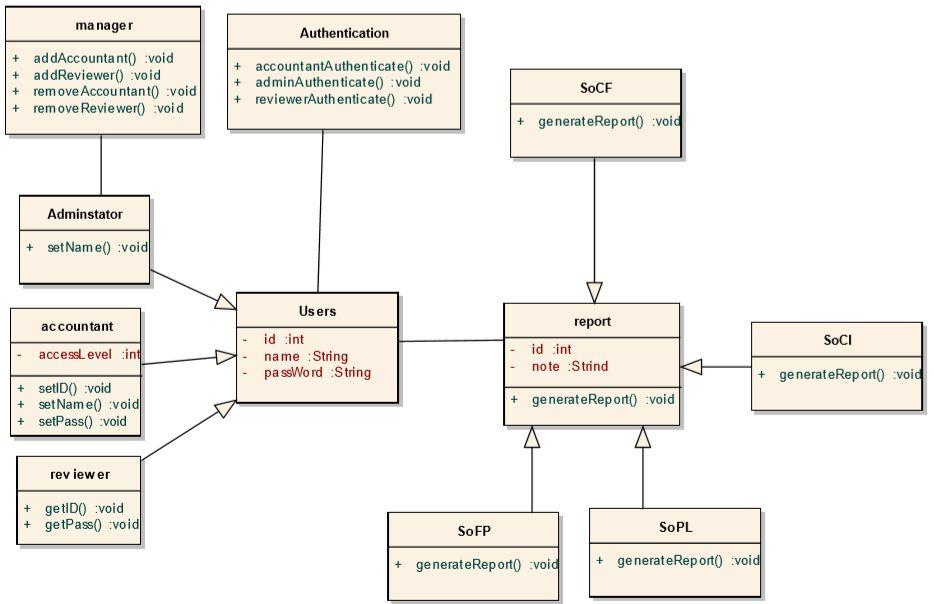 manager
+ addAccountant() :void
+ addReviewer() :void
+ removeAccountant() :void
+ removeReviewer() :void
Authentication
+ accountantAuthenticate() :void
+ adminAuthenticate() :void
+ reviewerAuthenticate() :void
SoCF
+ generateReport() :void
Adminstator
+ setName() :void
accountant
- accessLevel :int
+ setID() :void
+ setName() :void
+ setPass() :void
reviewer
+ getID() :void
+ getPass() :void
Users
- id :int
- name :String
- passWord :String
report
- id :int
- note :Strind
+ generateReport() :void
SoCI
+ generateReport() :void
SoFP
+ generateReport() :void
SoPL
+ generateReport() :void